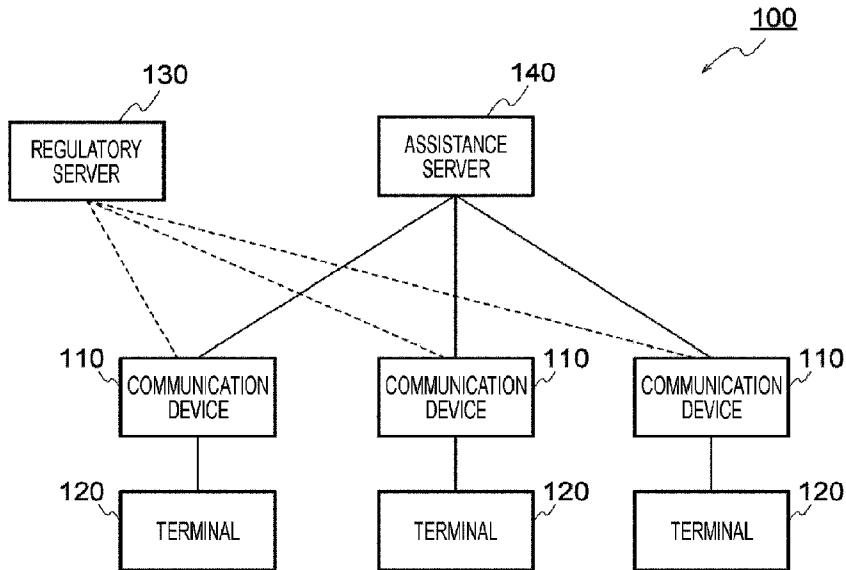 100
130
140
REGULATORY
SERVER
ASSISTANCE
SERVER
110
COMMUNICATION
DEVICE
110
COMMUNICATION
DEVICE
110
COMMUNICATION
DEVICE
120
TERMINAL
120
TERMINAL
120
TERMINAL